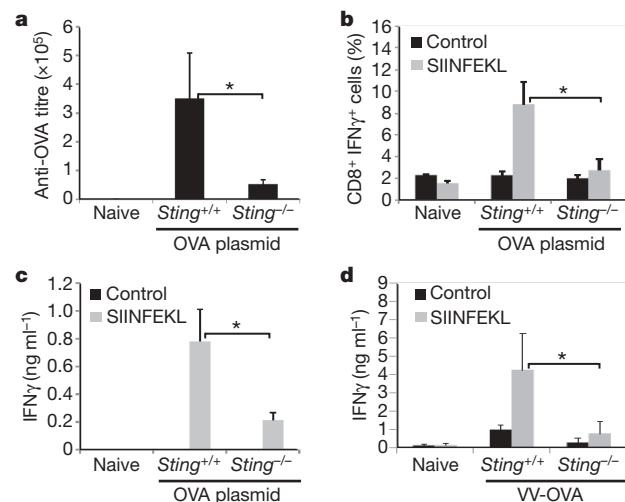 a
Anti-OVA titre (×10⁵)
6
5
4
3
2
1
0
*
Naive Sting⁺/⁺ Sting⁻/⁻
OVA plasmid
b
CD8⁺ IFNγ⁺ cells (%)
16
14
12
10
8
6
4
2
0
Control
SIINFEKL
*
Naive Sting⁺/⁺ Sting⁻/⁻
OVA plasmid
c
IFNγ (ng ml⁻¹)
1.2
1.0
0.8
0.6
0.4
0.2
0
Control
SIINFEKL
*
Naive Sting⁺/⁺ Sting⁻/⁻
OVA plasmid
d
IFNγ (ng ml⁻¹)
9
8
7
6
5
4
3
2
1
0
Control
SIINFEKL
*
Naive Sting⁺/⁺ Sting⁻/⁻
VV-OVA